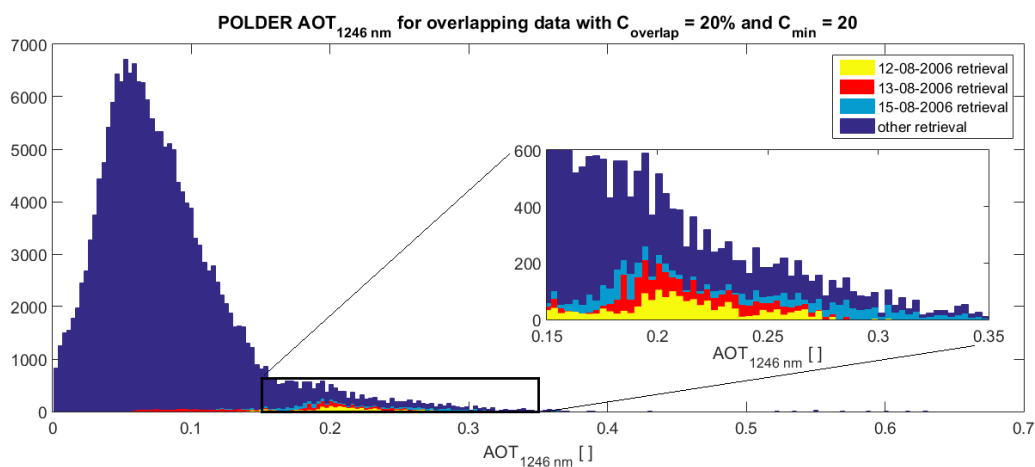 POLDER AOT1246 nm for overlapping data with Coverlap = 20% and Cmin = 20
7000
6000
5000
4000
3000
2000
1000
0
0 0.1 0.2 0.3 0.4 0.5 0.6 0.7
AOT1246 nm [ ]
12-08-2006 retrieval
13-08-2006 retrieval
15-08-2006 retrieval
other retrieval
600
400
200
0
0.15 0.2 0.25 0.3 0.35
AOT1246 nm [ ]